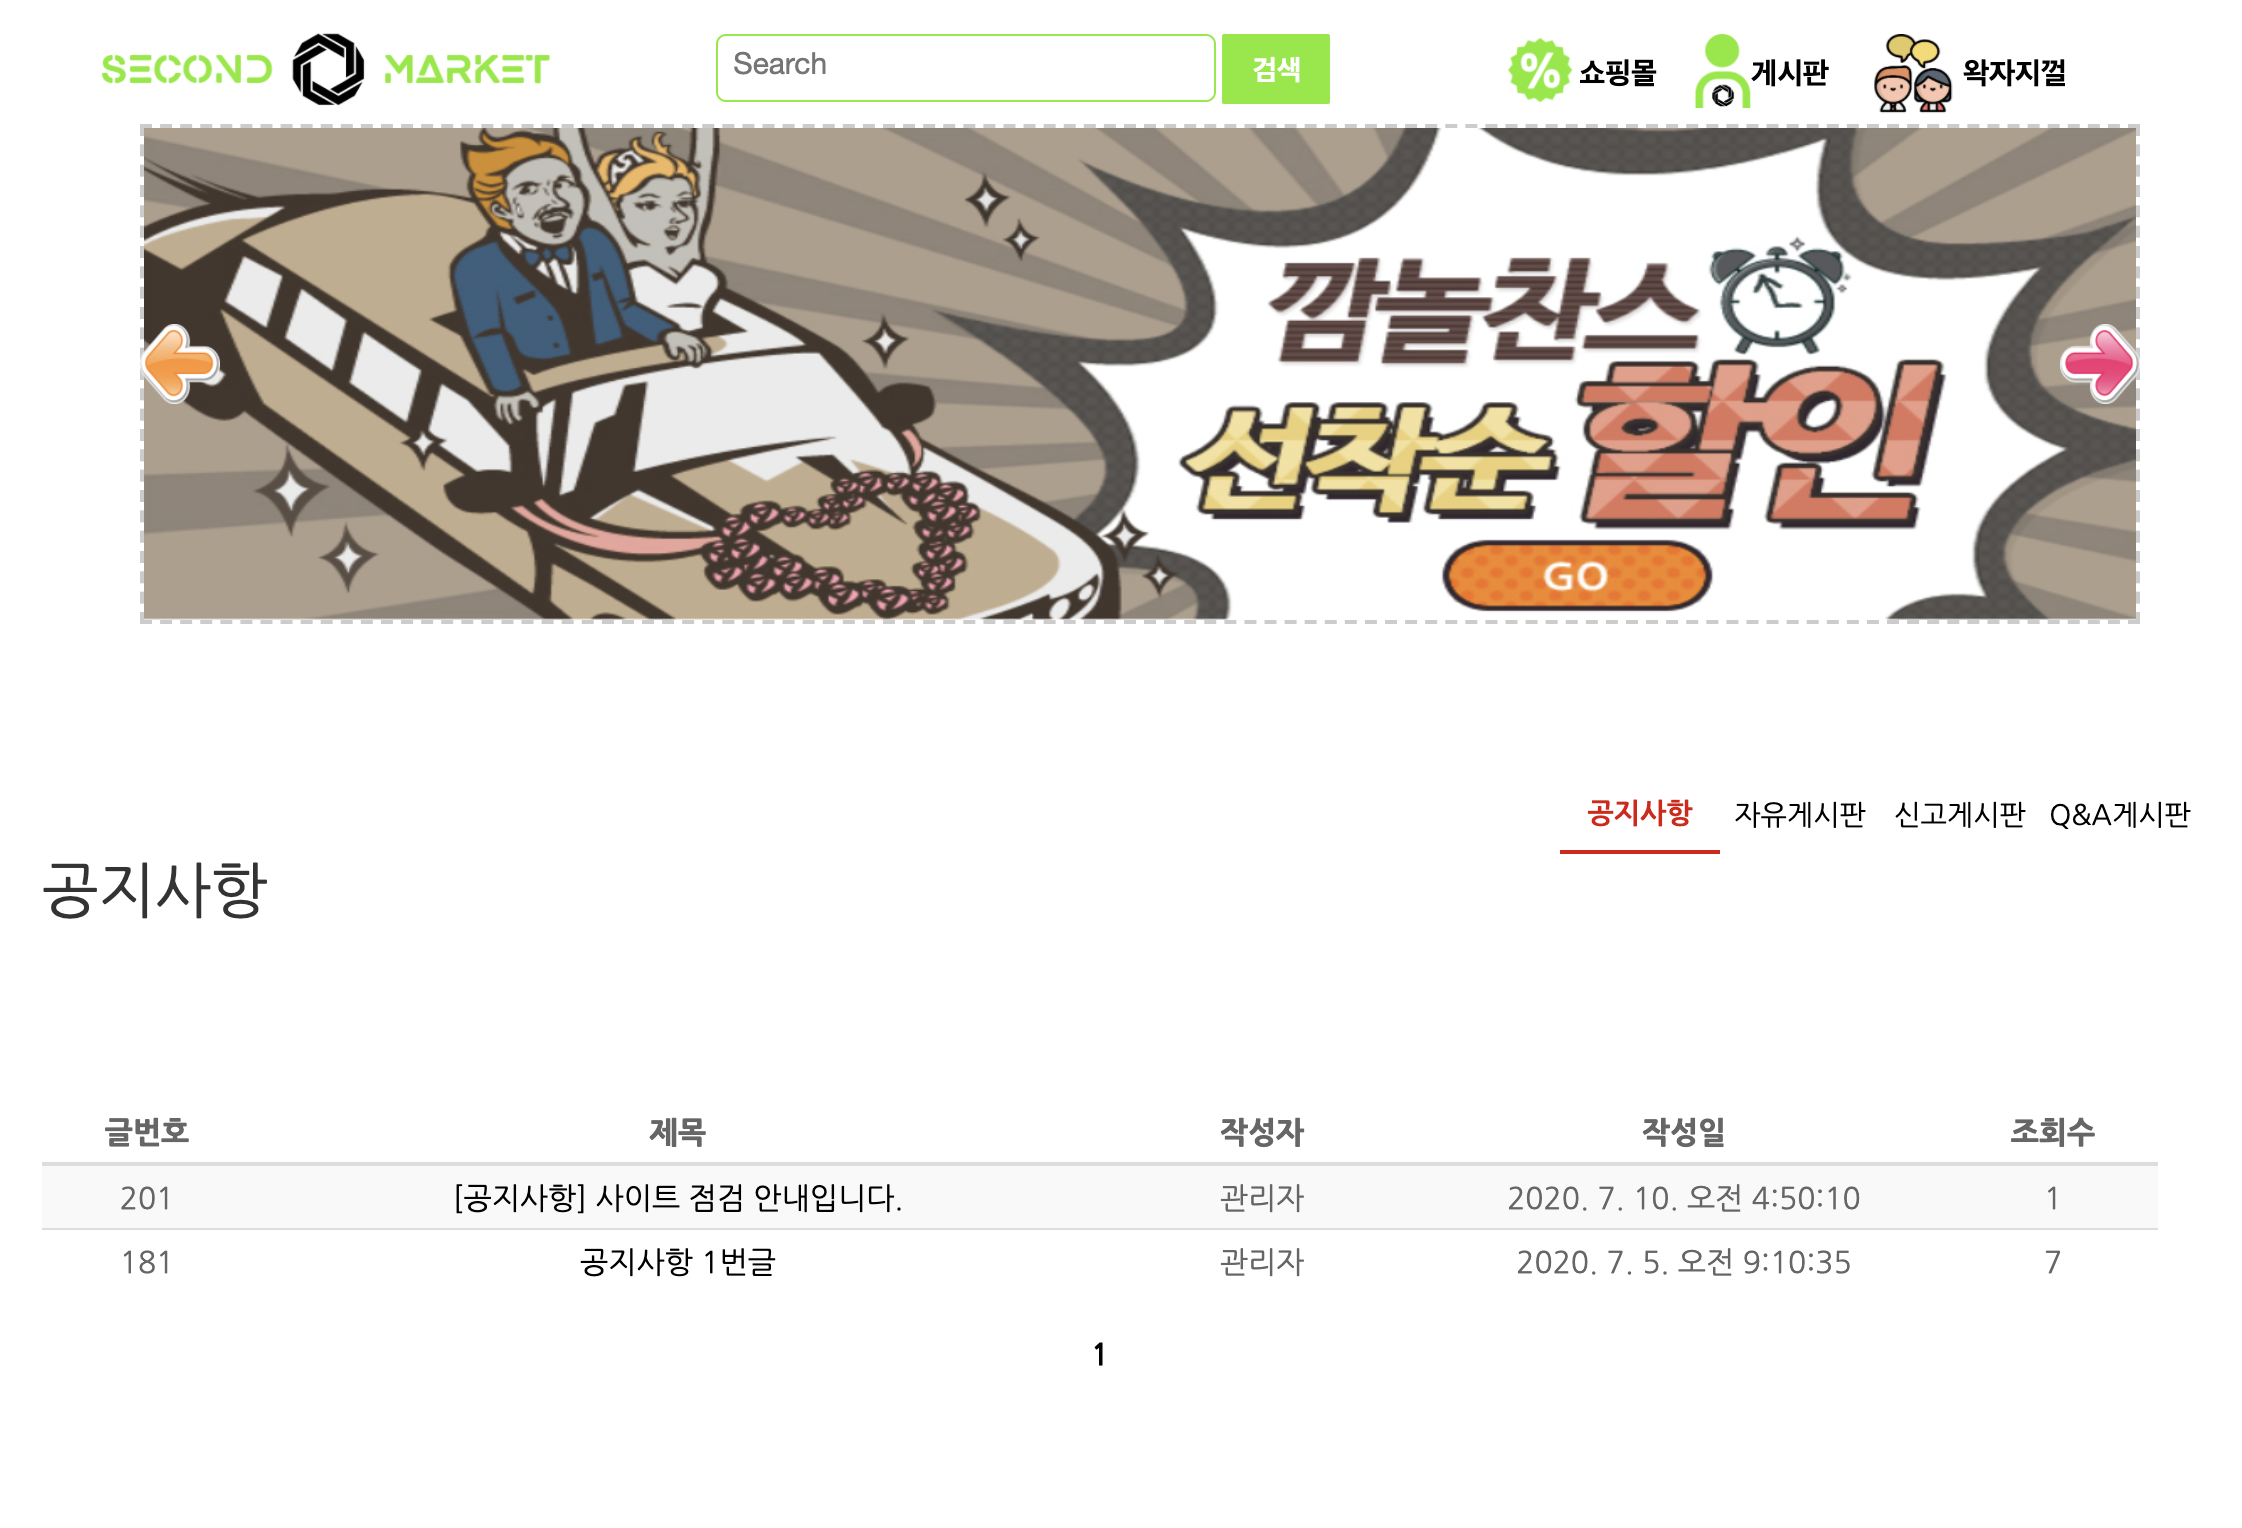 SECOND MARKET
Search
검색
쇼핑몰
게시판
왁자지껄
깜놀찬스
선착순 할인
GO
공지사항 자유게시판 신고게시판 Q&A게시판
공지사항
글번호 제목 작성자 작성일 조회수
201 [공지사항] 사이트 점검 안내입니다. 관리자 2020. 7. 10. 오전 4:50:10 1
181 공지사항 1번글 관리자 2020. 7. 5. 오전 9:10:35 7
1